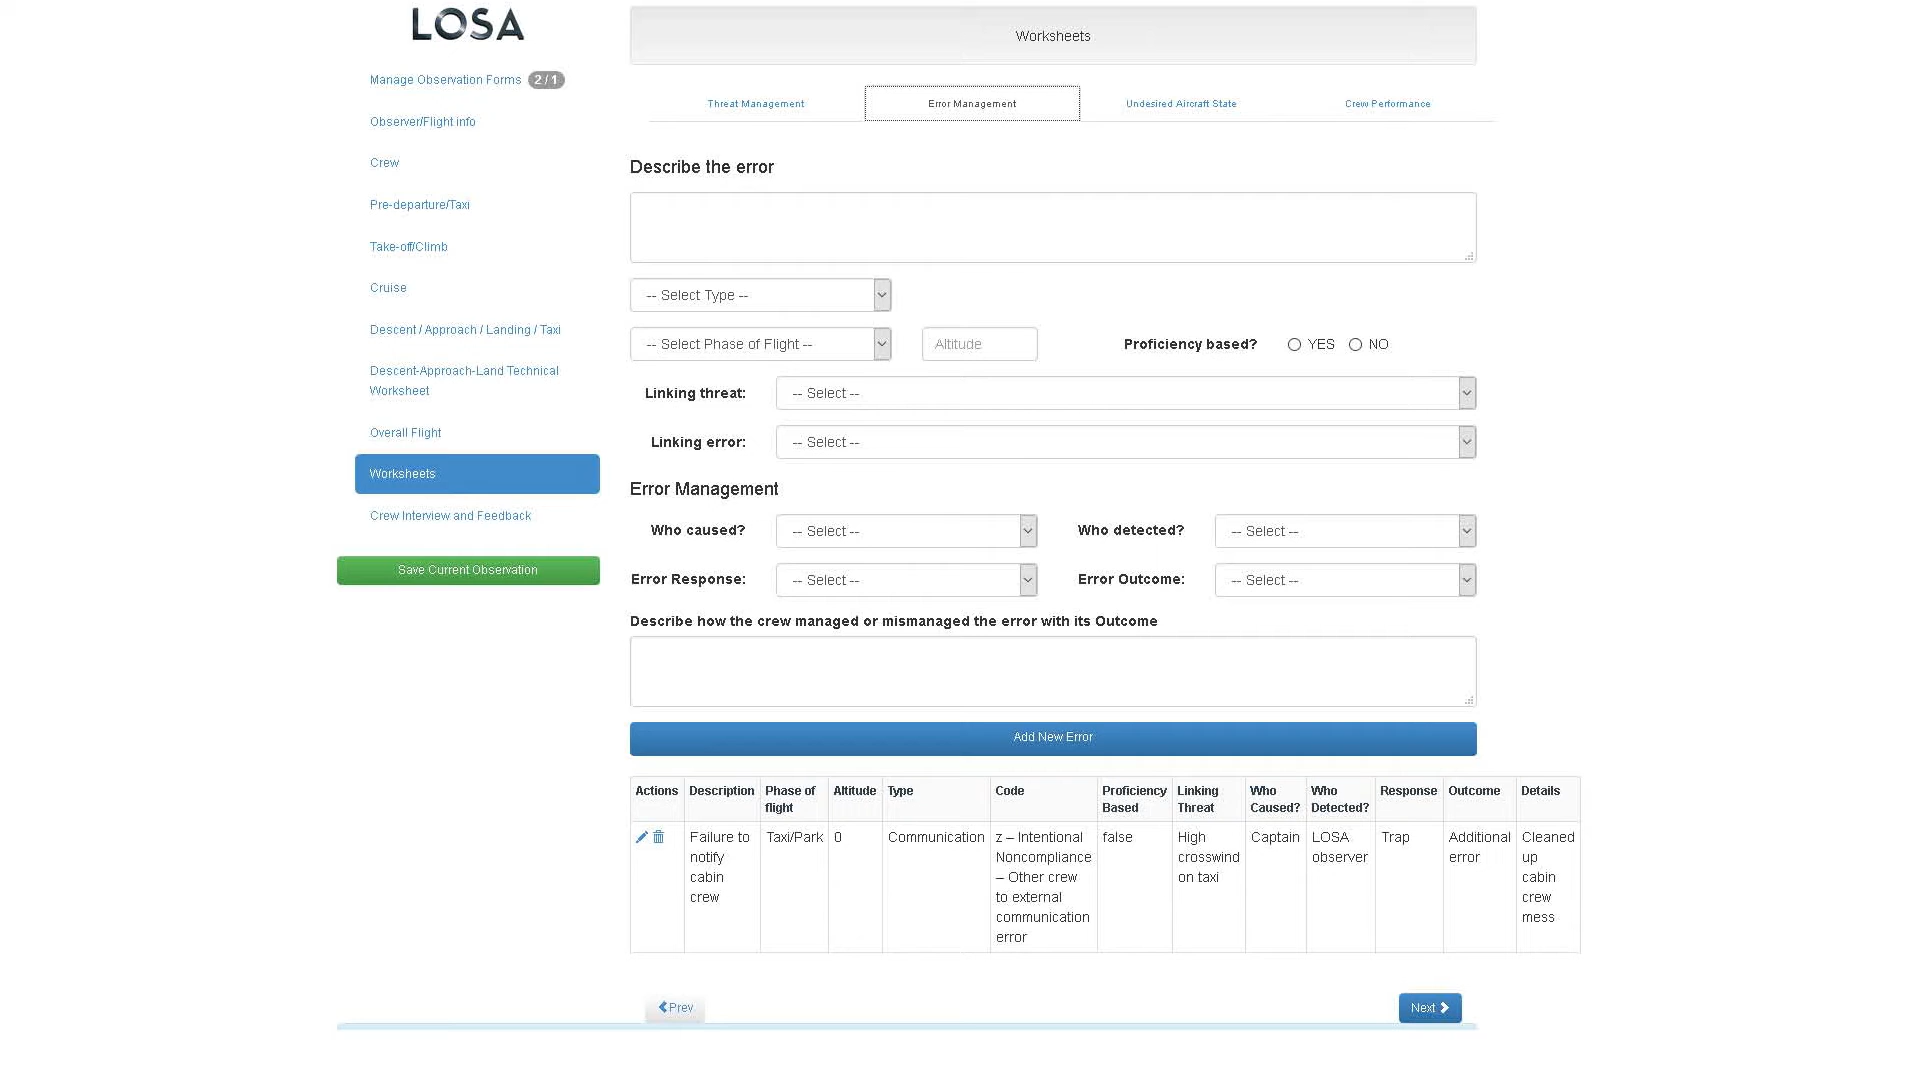 LOSA
Manage Observation Forms 2 / 1
Observer/Flight info
Crew
Pre-departure/Taxi
Take-off/Climb
Cruise
Descent / Approach / Landing / Taxi
Descent-Approach-Land Technical
Worksheet
Overall Flight
Worksheets
Crew Interview and Feedback
Save Current Observation
Worksheets
Threat Management Error Management Undesired Aircraft State Crew Performance
Describe the error
-- Select Type --
-- Select Phase of Flight -- Altitude Proficiency based? YES NO
Linking threat: -- Select --
Linking error: -- Select --
Error Management
Who caused? -- Select -- Who detected? -- Select --
Error Response: -- Select -- Error Outcome: -- Select --
Describe how the crew managed or mismanaged the error with its Outcome
Add New Error
Actions Description Phase of Altitude Type Code Proficiency Linking Who Who Response Outcome Details
flight Based Threat Caused? Detected?
Failure to Taxi/Park 0 Communication z – Intentional false High Captain LOSA Trap Additional Cleaned
notify Noncompliance crosswind observer error up
cabin – Other crew on taxi cabin
crew to external crew
communication mess
error
Prev Next